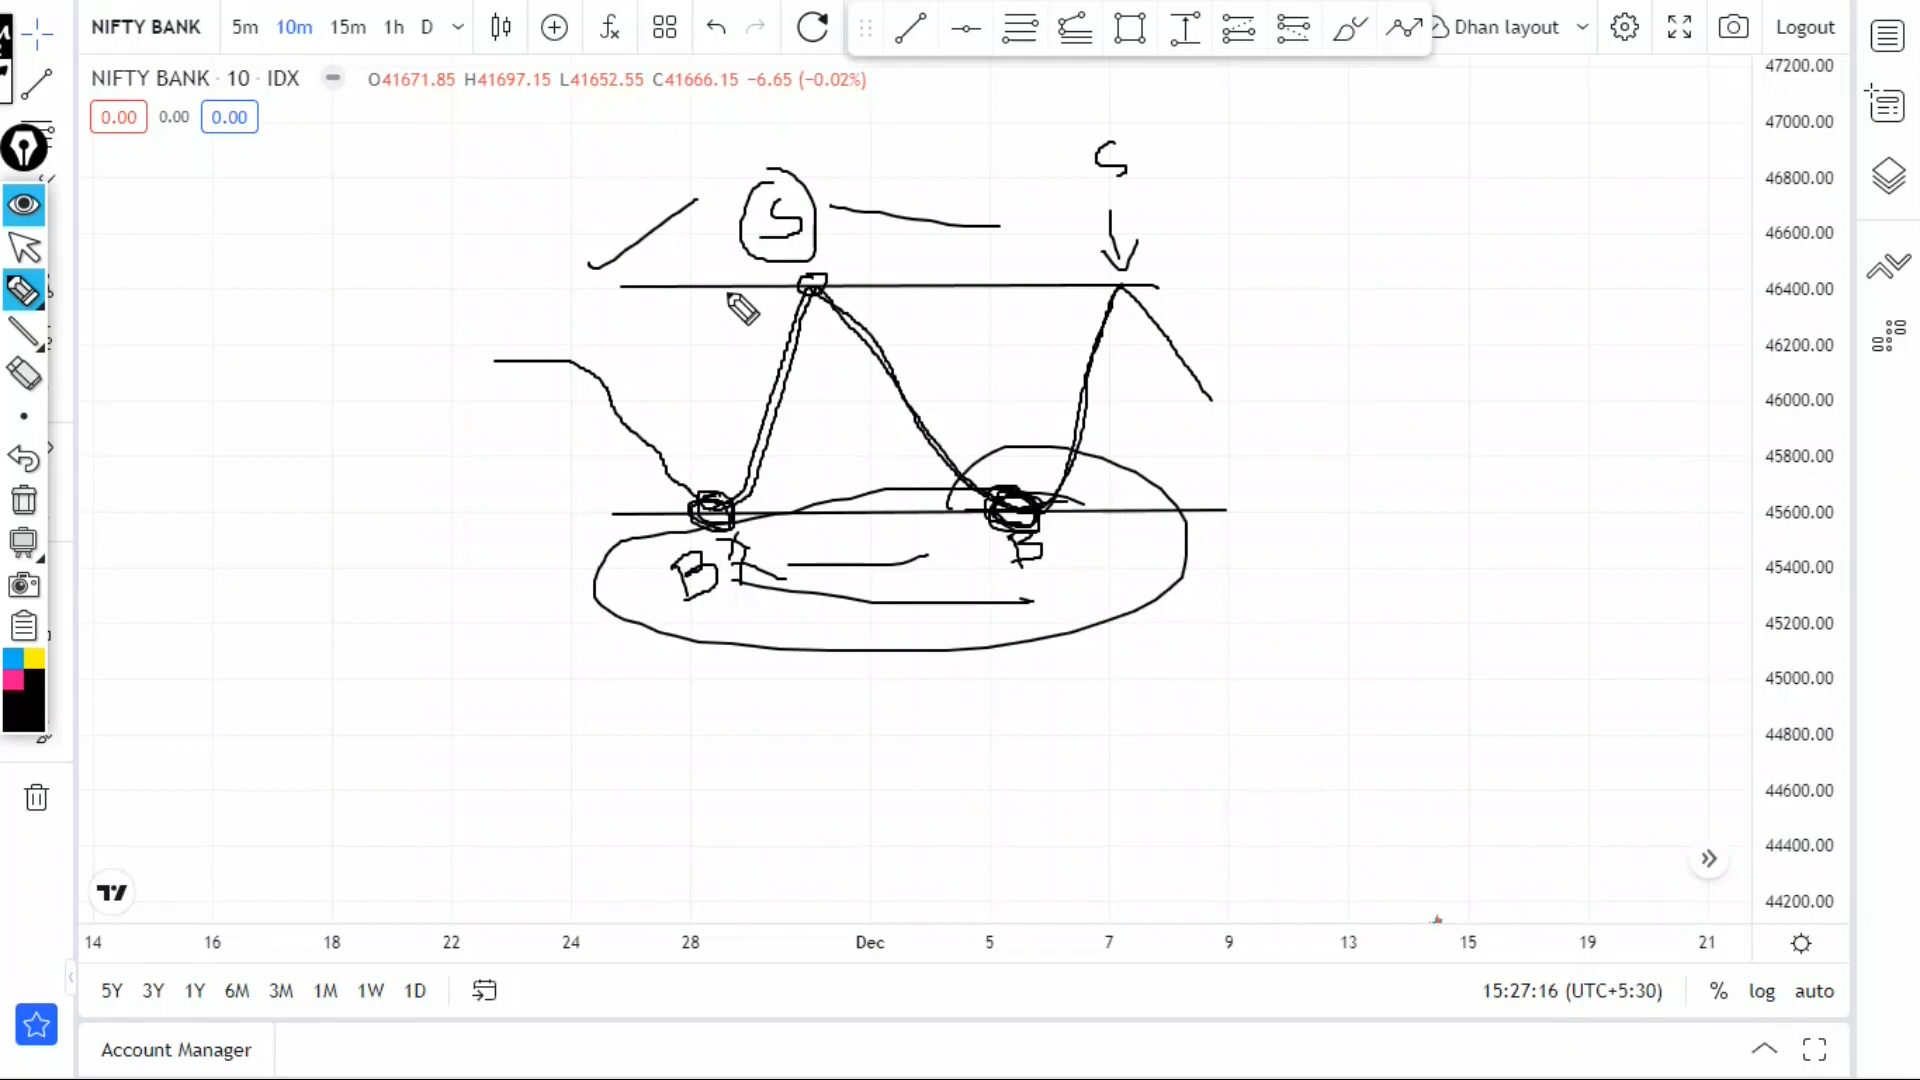 NIFTY BANK 5m 10m 15m 1h D Dhan layout Logout
NIFTY BANK · 10 · IDX O41671.85 H41697.15 L41652.55 C41666.15 −6.65 (−0.02%)
0.00 0.00 0.00
47200.00
47000.00
46800.00
46600.00
46400.00
46200.00
46000.00
45800.00
45600.00
45400.00
45200.00
45000.00
44800.00
44600.00
44400.00
44200.00
S
S
B
14 16 18 22 24 28 Dec 5 7 9 13 15 19 21
5Y 3Y 1Y 6M 3M 1M 1W 1D 15:27:16 (UTC+5:30) % log auto
Account Manager